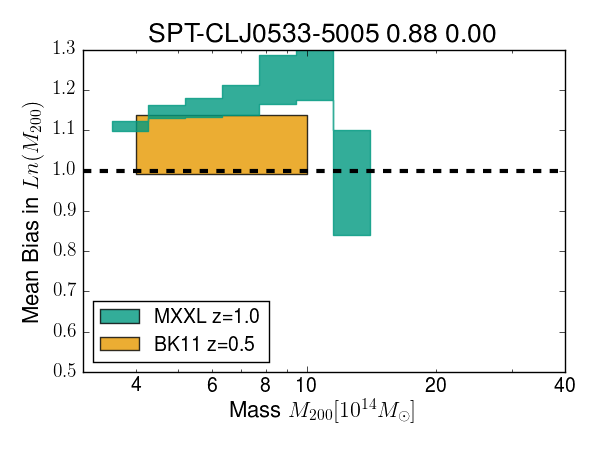 SPT-CLJ0533-5005 0.88 0.00
1.3
1.2
1.1
1.0
0.9
0.8
0.7
0.6
0.5
Mean Bias in Ln(M₂₀₀)
MXXL z=1.0
BK11 z=0.5
4 6 8 10 20 40
Mass M₂₀₀[10¹⁴M☉]